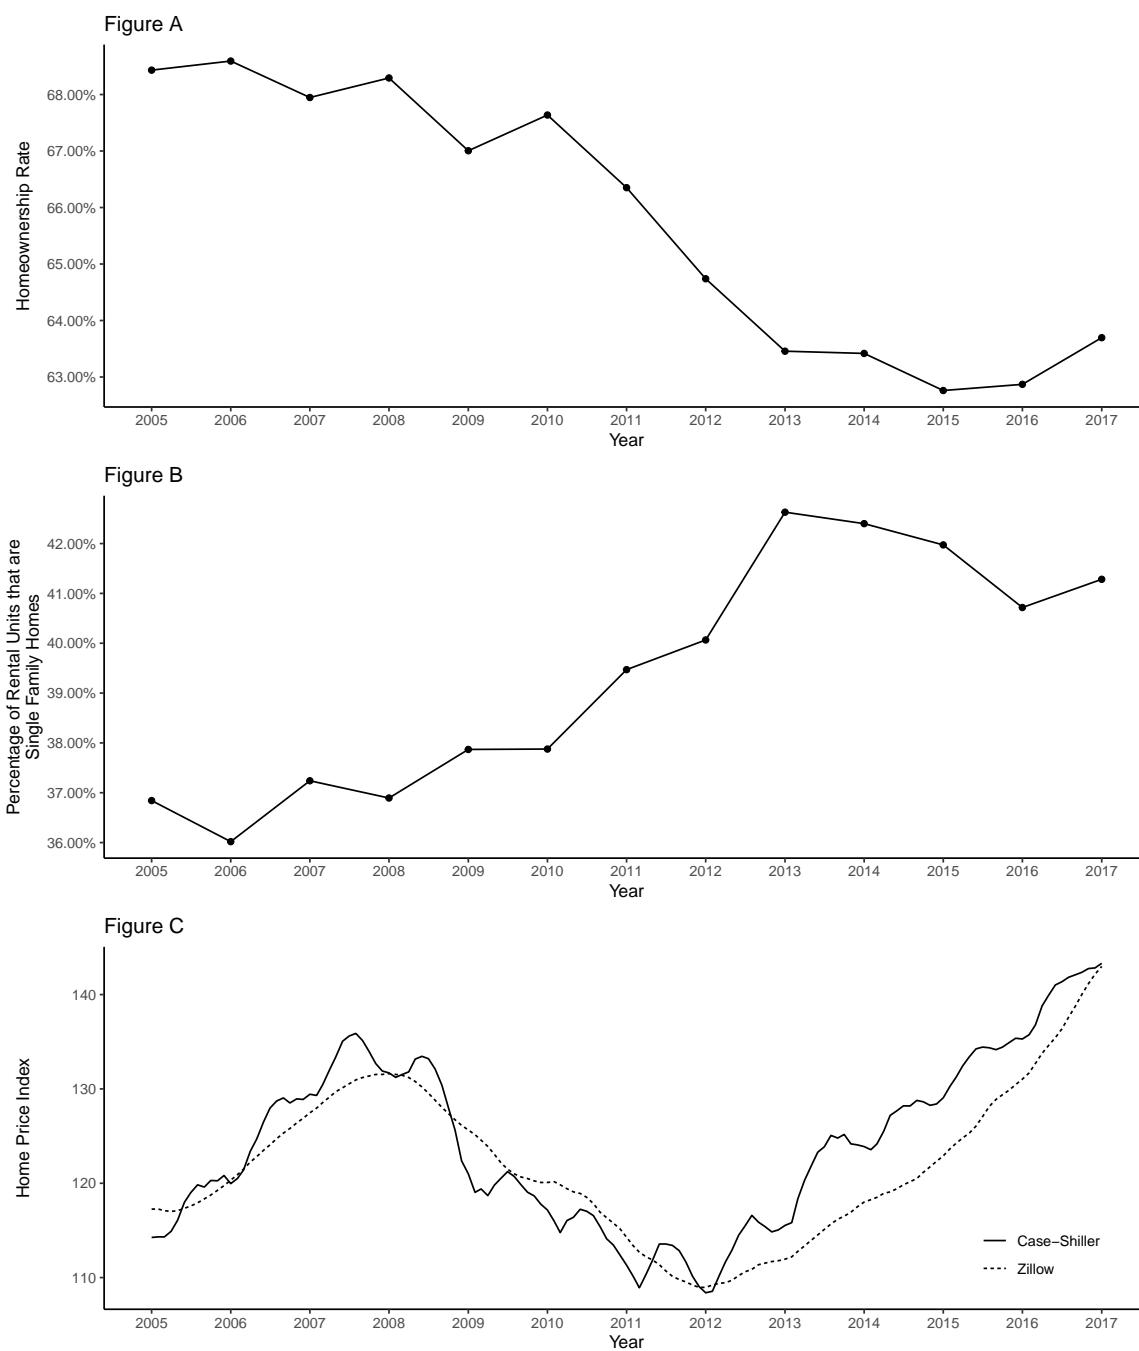 Figure A
Homeownership Rate
68.00%
67.00%
66.00%
65.00%
64.00%
63.00%
2005 2006 2007 2008 2009 2010 2011 2012 2013 2014 2015 2016 2017
Year
Figure B
Percentage of Rental Units that are
Single Family Homes
42.00%
41.00%
40.00%
39.00%
38.00%
37.00%
36.00%
2005 2006 2007 2008 2009 2010 2011 2012 2013 2014 2015 2016 2017
Year
Figure C
Home Price Index
140
130
120
110
Case−Shiller
Zillow
2005 2006 2007 2008 2009 2010 2011 2012 2013 2014 2015 2016 2017
Year